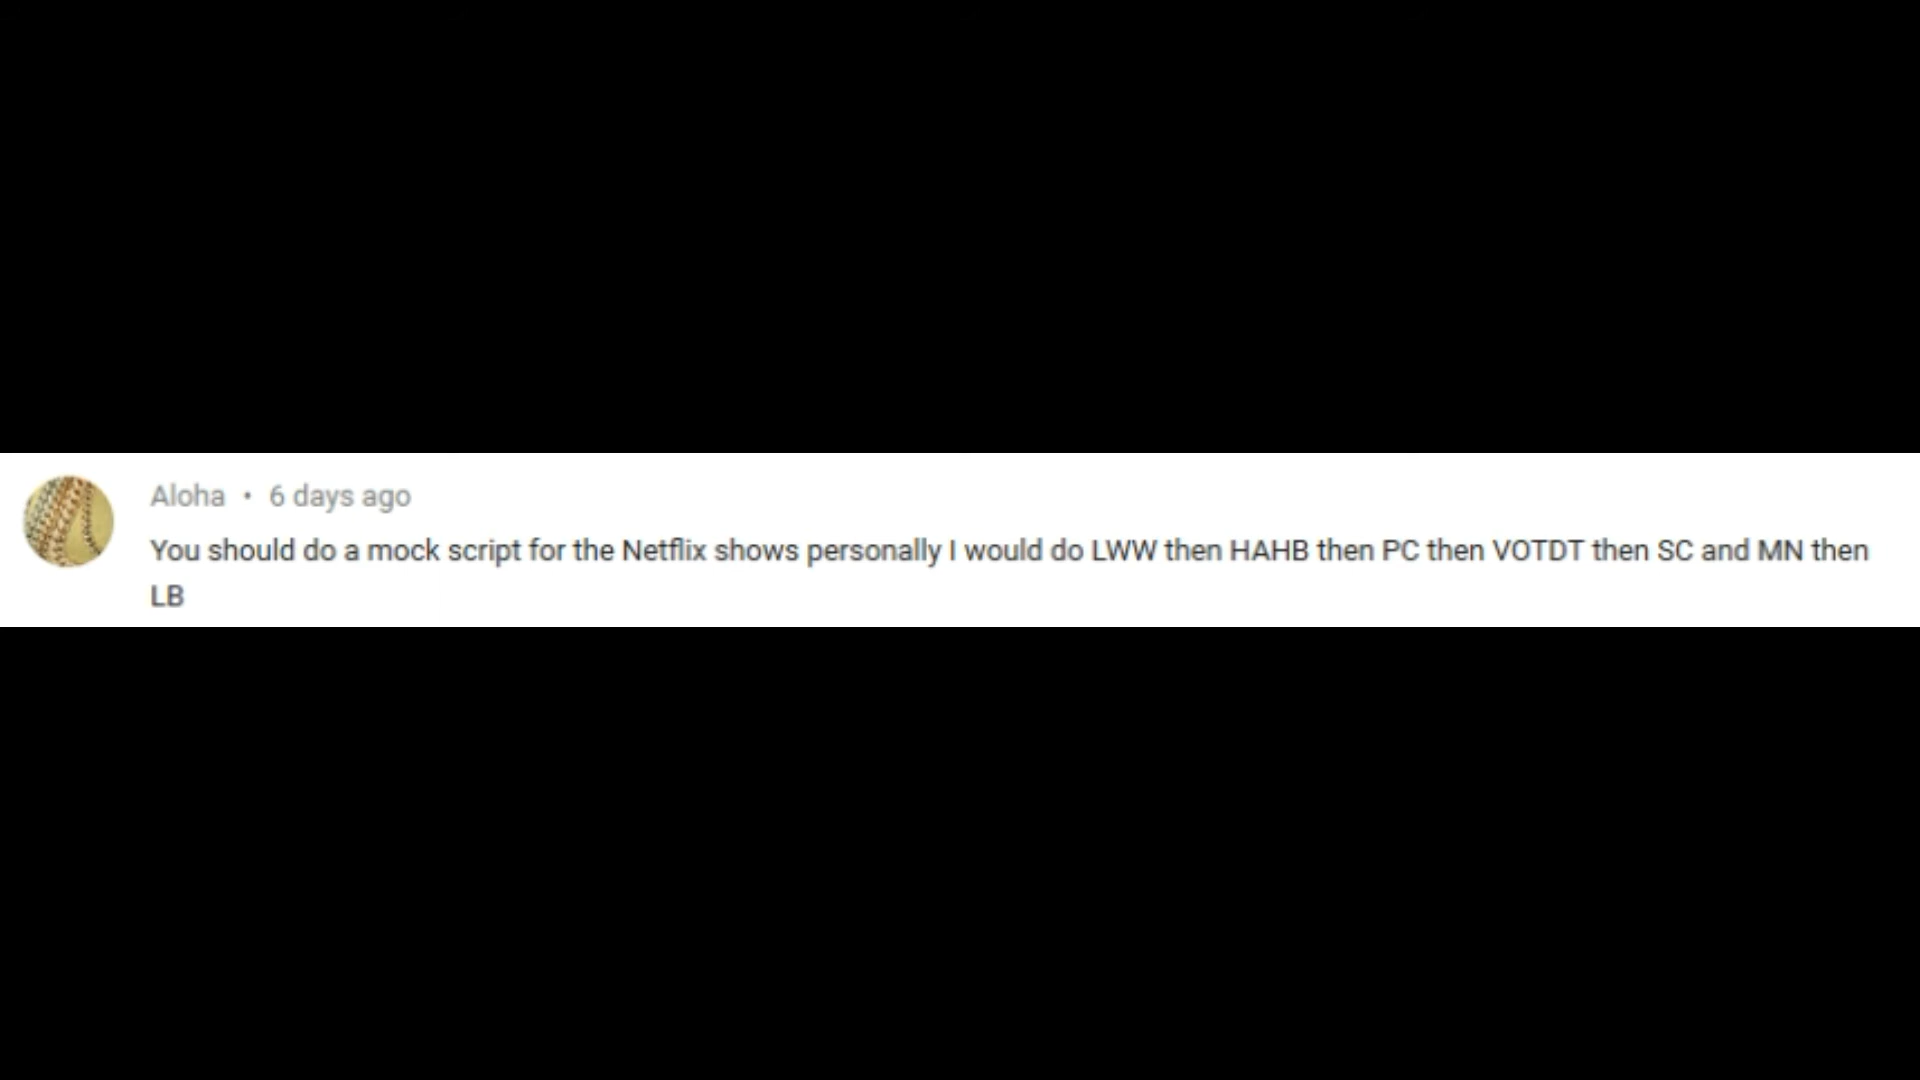 Aloha • 6 days ago
You should do a mock script for the Netflix shows personally I would do LWW then HAHB then PC then VOTDT then SC and MN then
LB